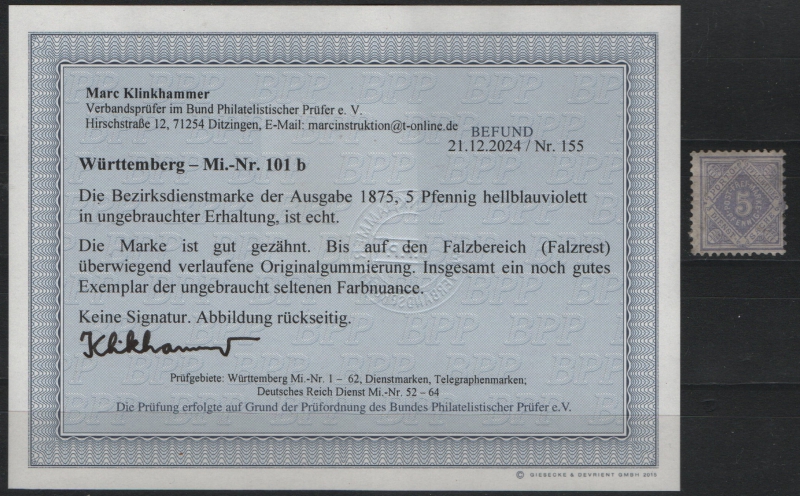 Marc Klinkhammer
Verbandsprüfer im Bund Philatelistischer Prüfer e. V.
Hirschstraße 12, 71254 Ditzingen, E-Mail: marcinstruktion@t-online.de
BEFUND
21.12.2024 / Nr. 155
Württemberg – Mi.-Nr. 101 b
Die Bezirksdienstmarke der Ausgabe 1875, 5 Pfennig hellblauviolett
in ungebrauchter Erhaltung, ist echt.
Die Marke ist gut gezähnt. Bis auf den Falzbereich (Falzrest)
überwiegend verlaufene Originalgummierung. Insgesamt ein noch gutes
Exemplar der ungebraucht seltenen Farbnuance.
Keine Signatur. Abbildung rückseitig.
Klinkhammer
Prüfgebiete: Württemberg Mi.-Nr. 1 – 62, Dienstmarken, Telegraphenmarken;
Deutsches Reich Dienst Mi.-Nr. 52 – 64
Die Prüfung erfolgte auf Grund der Prüfordnung des Bundes Philatelistischer Prüfer e.V.
© GIESECKE & DEVRIENT GMBH 2015
5